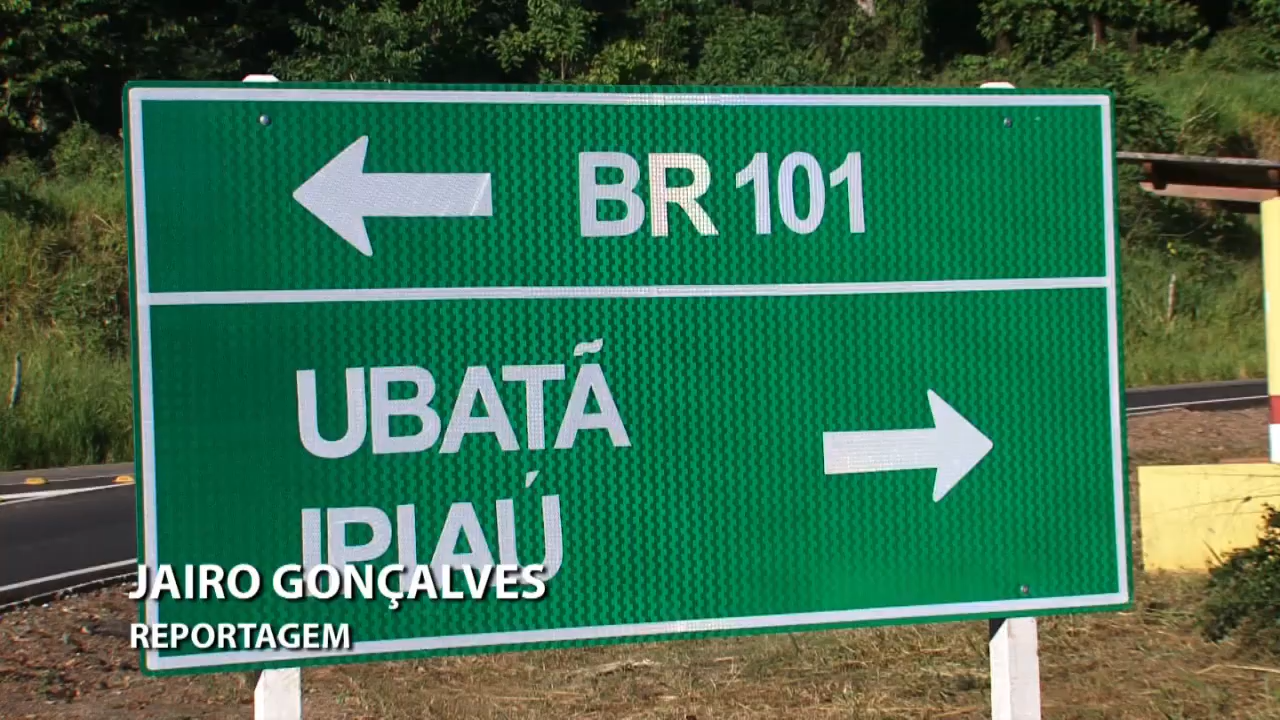 BR 101
UBATÃ
IPIAÚ
JAIRO GONÇALVES
REPORTAGEM